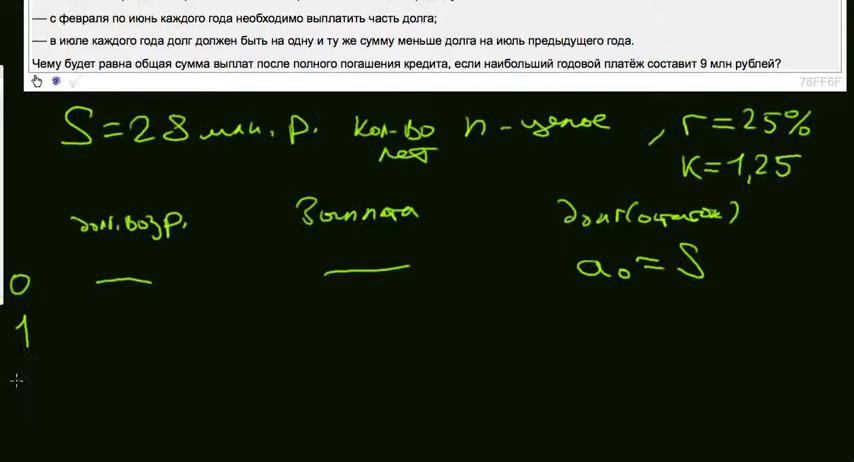 — с февраля по июнь каждого года необходимо выплатить часть долга;
— в июле каждого года долг должен быть на одну и ту же сумму меньше долга на июль предыдущего года.
Чему будет равна общая сумма выплат после полного погашения кредита, если наибольший годовой платёж составит 9 млн рублей?
78FF6F
S = 28 млн. р. кол-во лет n - целое, r = 25%
k = 1,25
долг. возр. Выплата долг(остаток)
0 — — a₀ = S
1